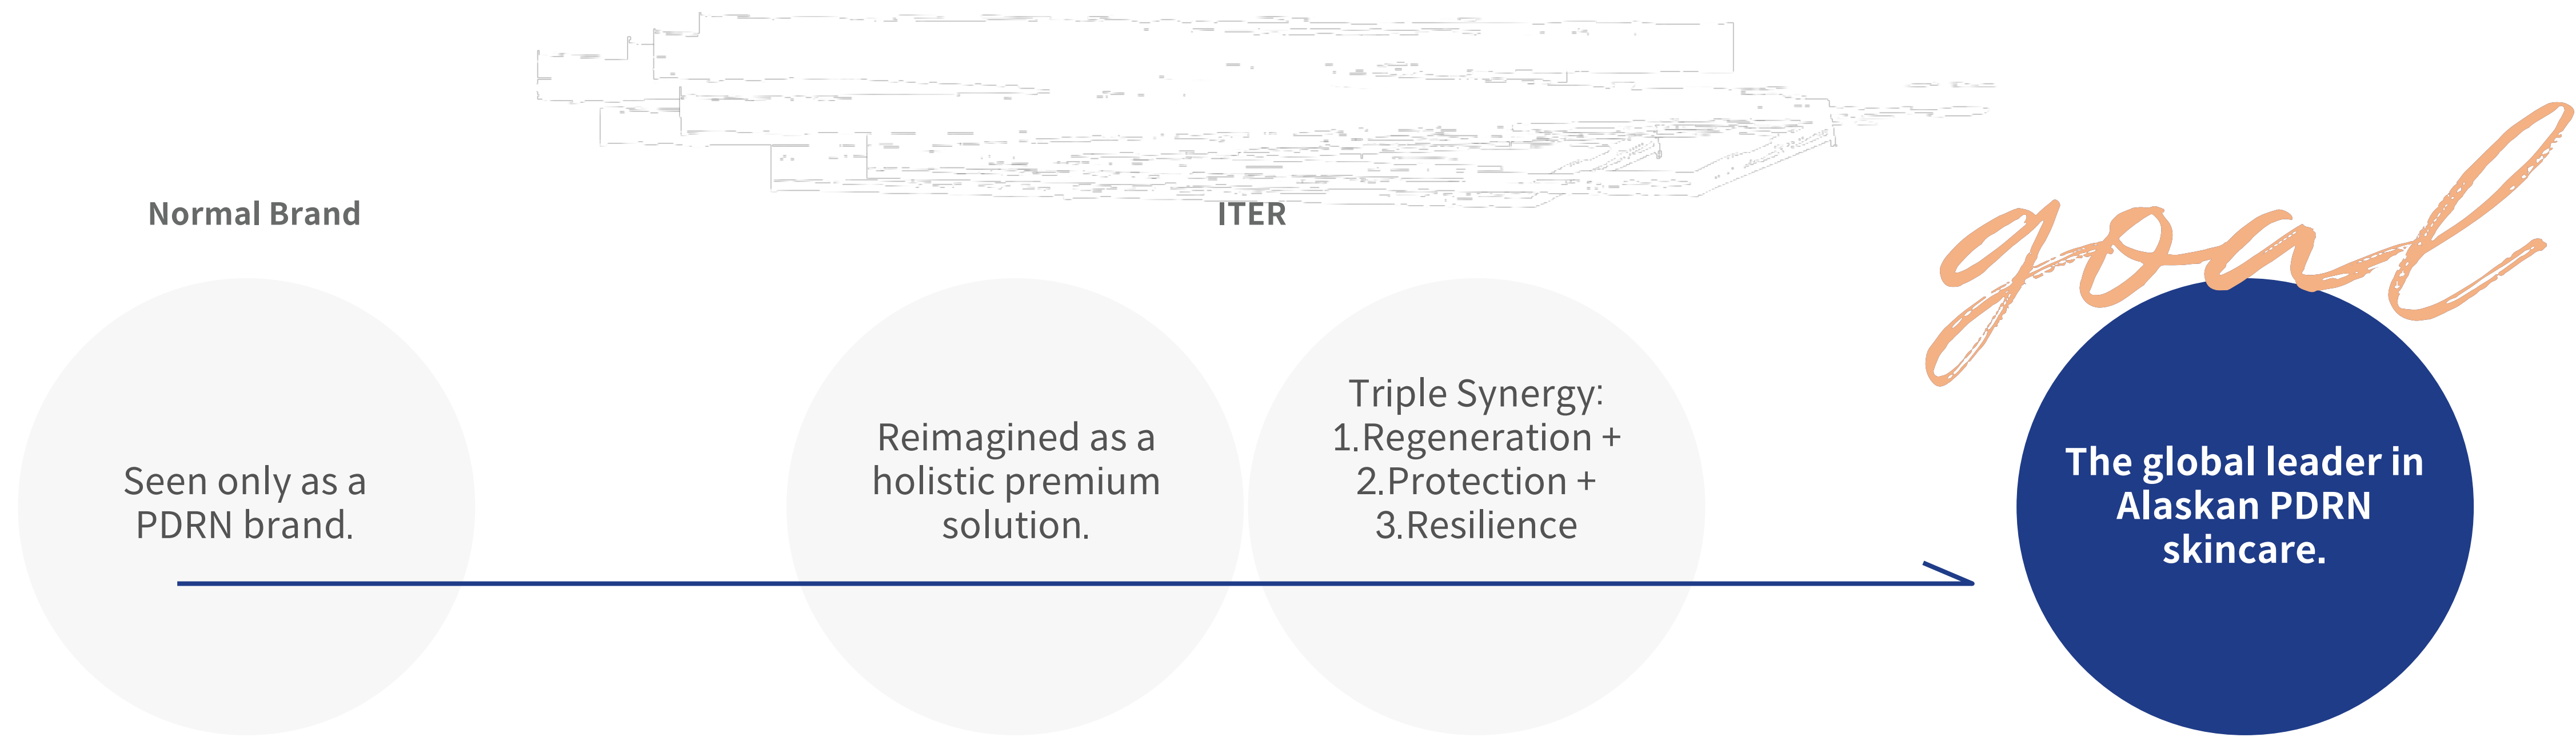 Normal Brand
ITER
goal
Seen only as a
PDRN brand.
Reimagined as a
holistic premium
solution.
Triple Synergy:
1.Regeneration +
2.Protection +
3.Resilience
The global leader in
Alaskan PDRN
skincare.